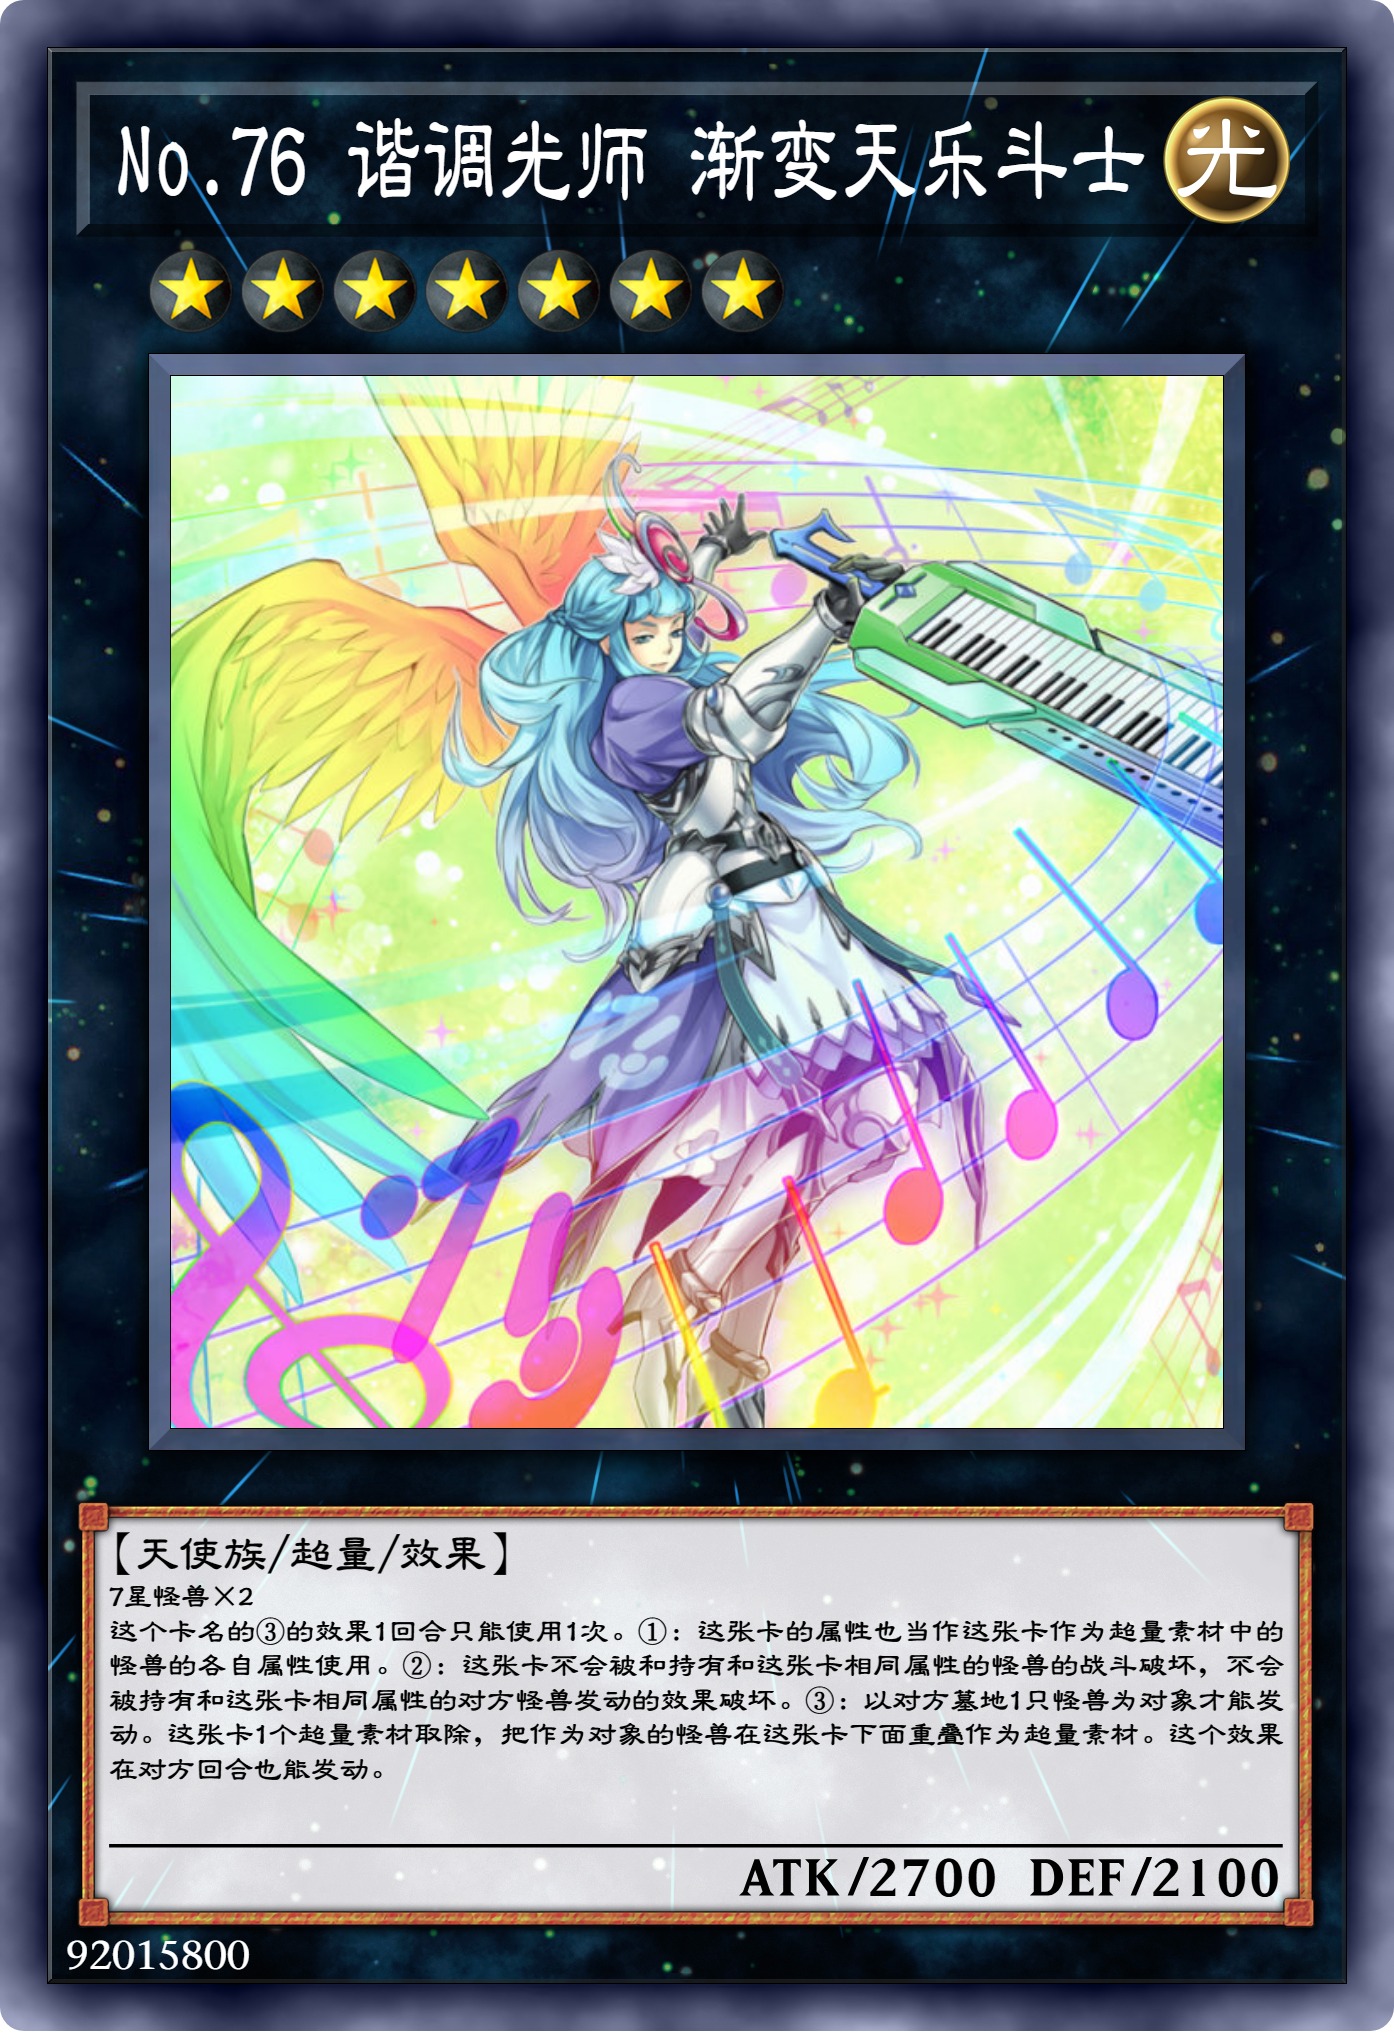 No.76 谐调光师 渐变天乐斗士 光
76
【天使族/超量/效果】
7星怪兽×2
这个卡名的③的效果1回合只能使用1次。①：这张卡的属性也当作这张卡作为超量素材中的
怪兽的各自属性使用。②：这张卡不会被和持有和这张卡相同属性的怪兽的战斗破坏，不会
被持有和这张卡相同属性的对方怪兽发动的效果破坏。③：以对方墓地1只怪兽为对象才能发
动。这张卡1个超量素材取除，把作为对象的怪兽在这张卡下面重叠作为超量素材。这个效果
在对方回合也能发动。
ATK/2700 DEF/2100
92015800